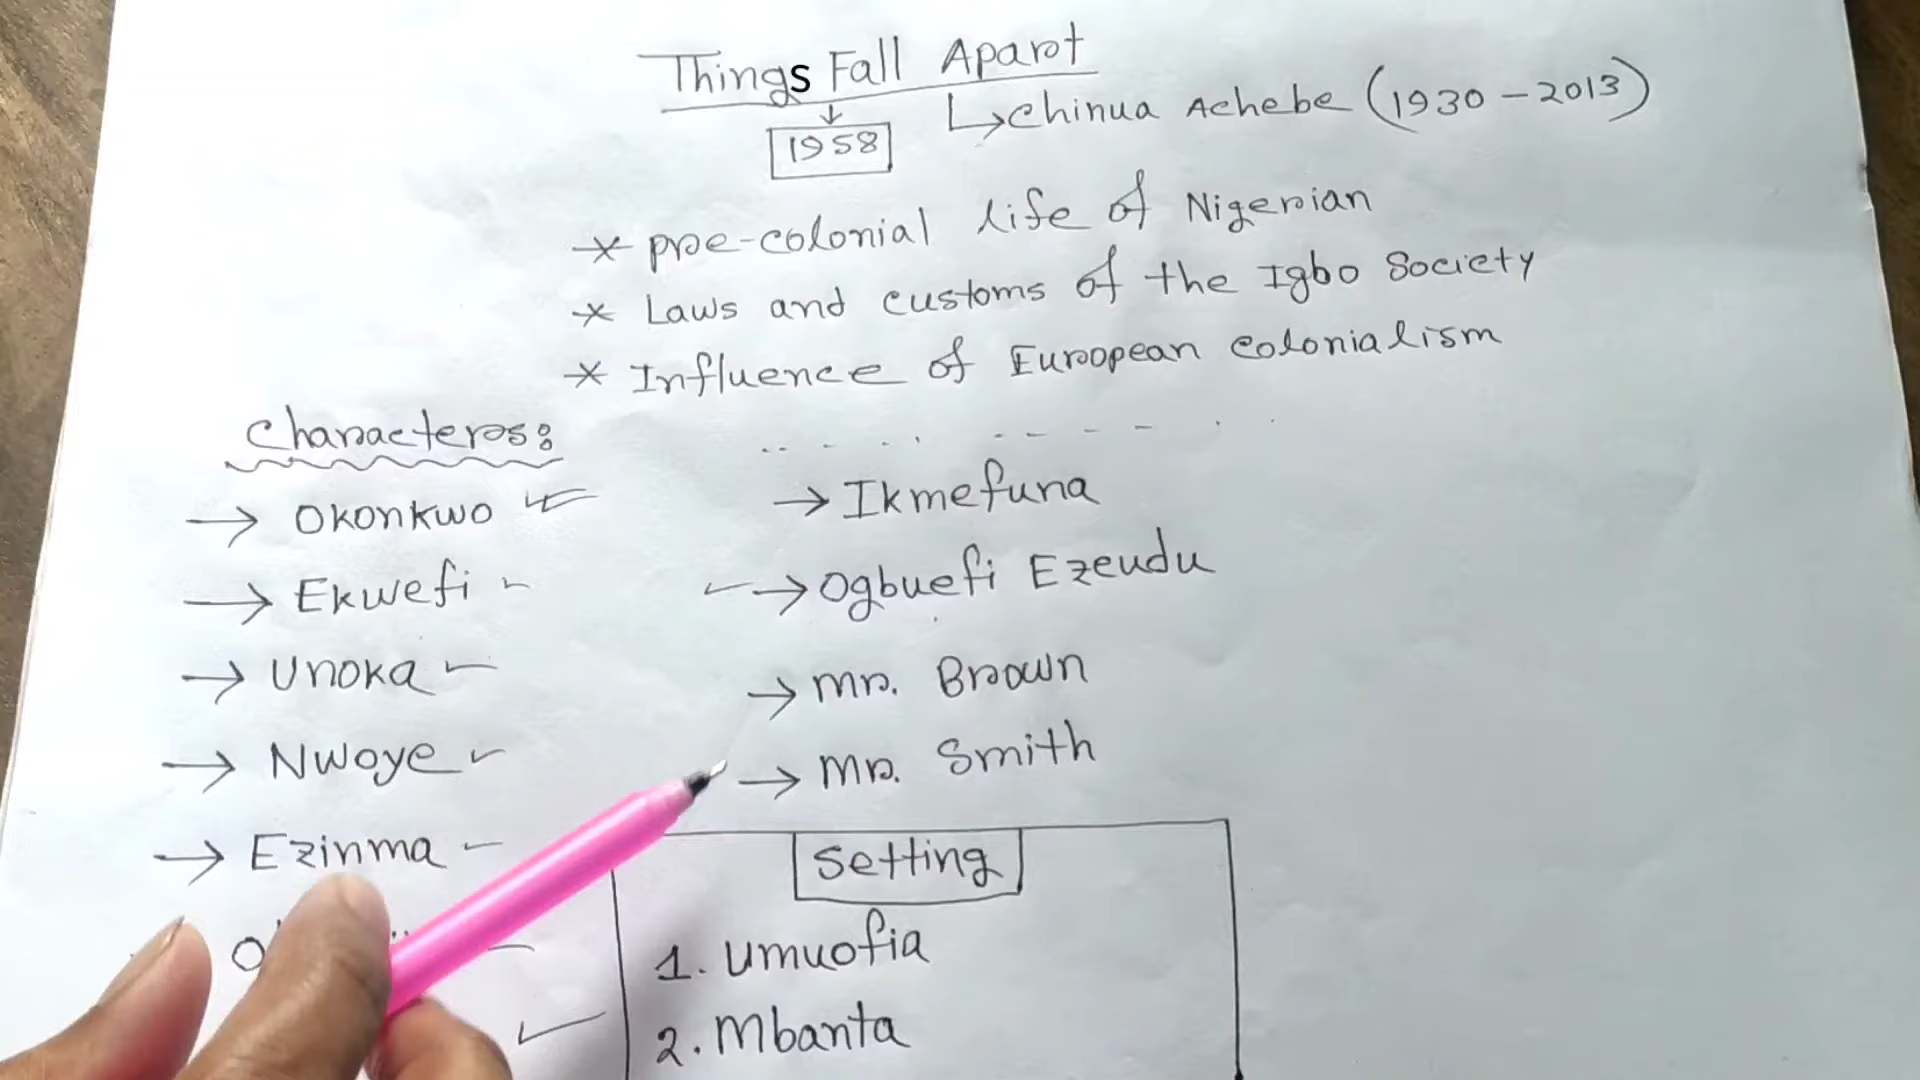 Things Fall Apart
1958
Chinua Achebe (1930-2013)
* pre-colonial life of Nigerian
* Laws and customs of the Igbo Society
* Influence of European colonialism
Characters:
→ Okonkwo
→ Ekwefi
→ Unoka
→ Nwoye
→ Ezinma
→ Ikmefuna
→ Ogbuefi Ezeudu
→ Mr. Brown
→ Mr. Smith
Setting
1. Umuofia
2. Mbanta